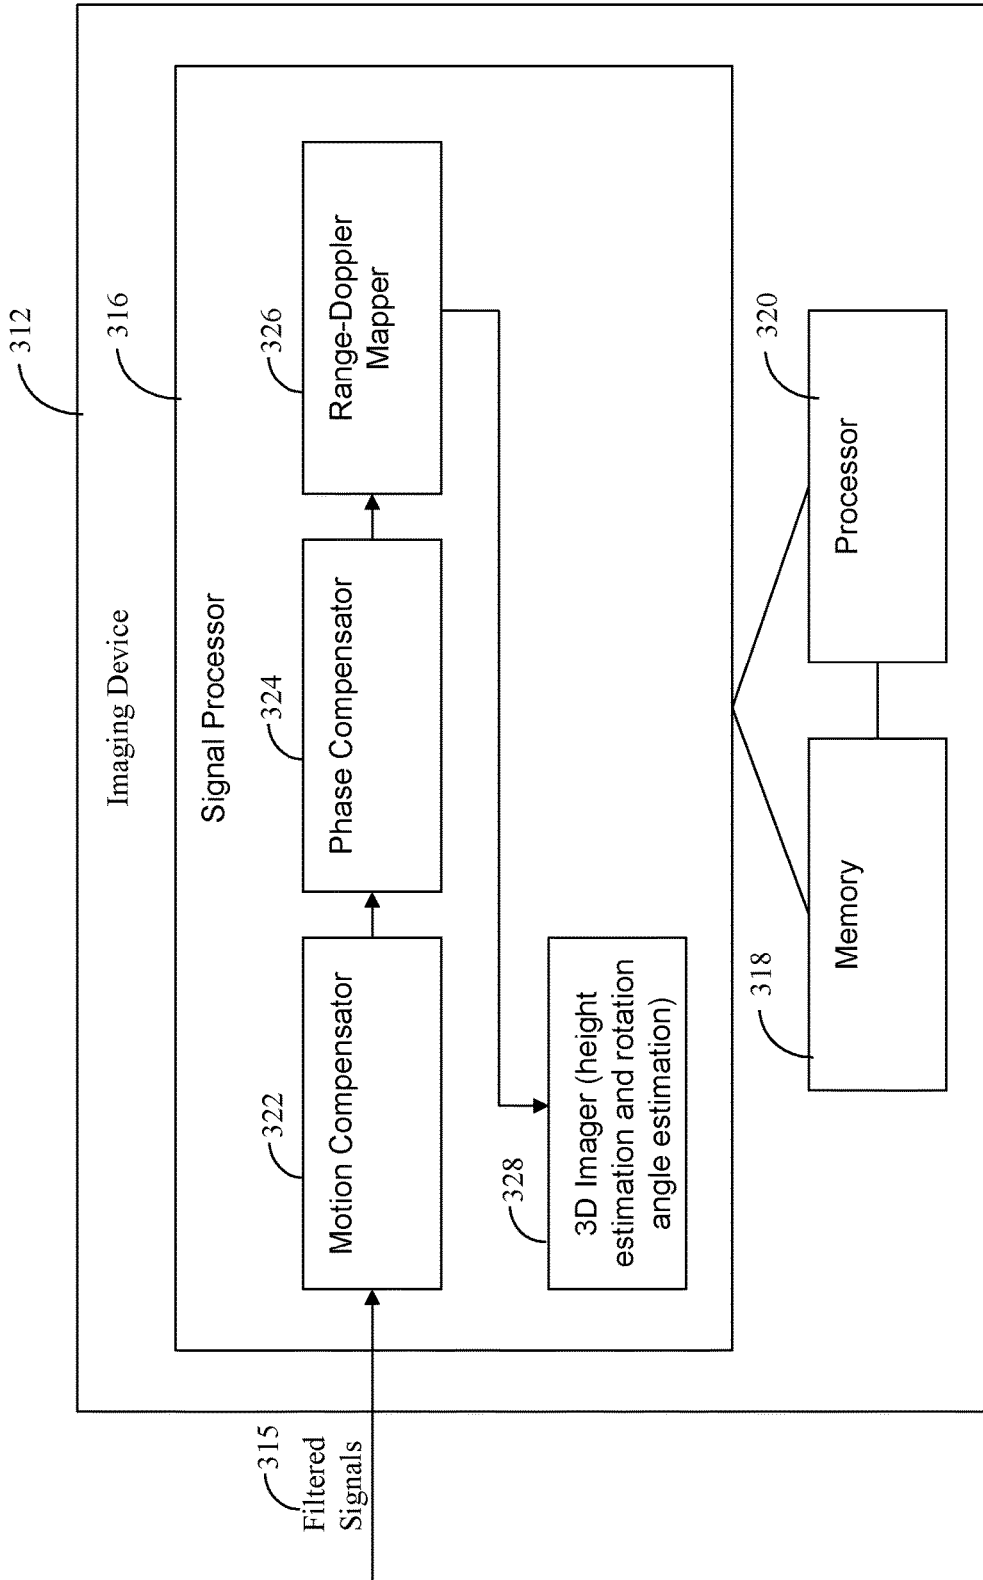 312
Imaging Device
316
Signal Processor
315
Filtered
Signals
322
Motion Compensator
324
Phase Compensator
326
Range-Doppler
Mapper
328
3D Imager (height
estimation and rotation
angle estimation)
318
Memory
320
Processor